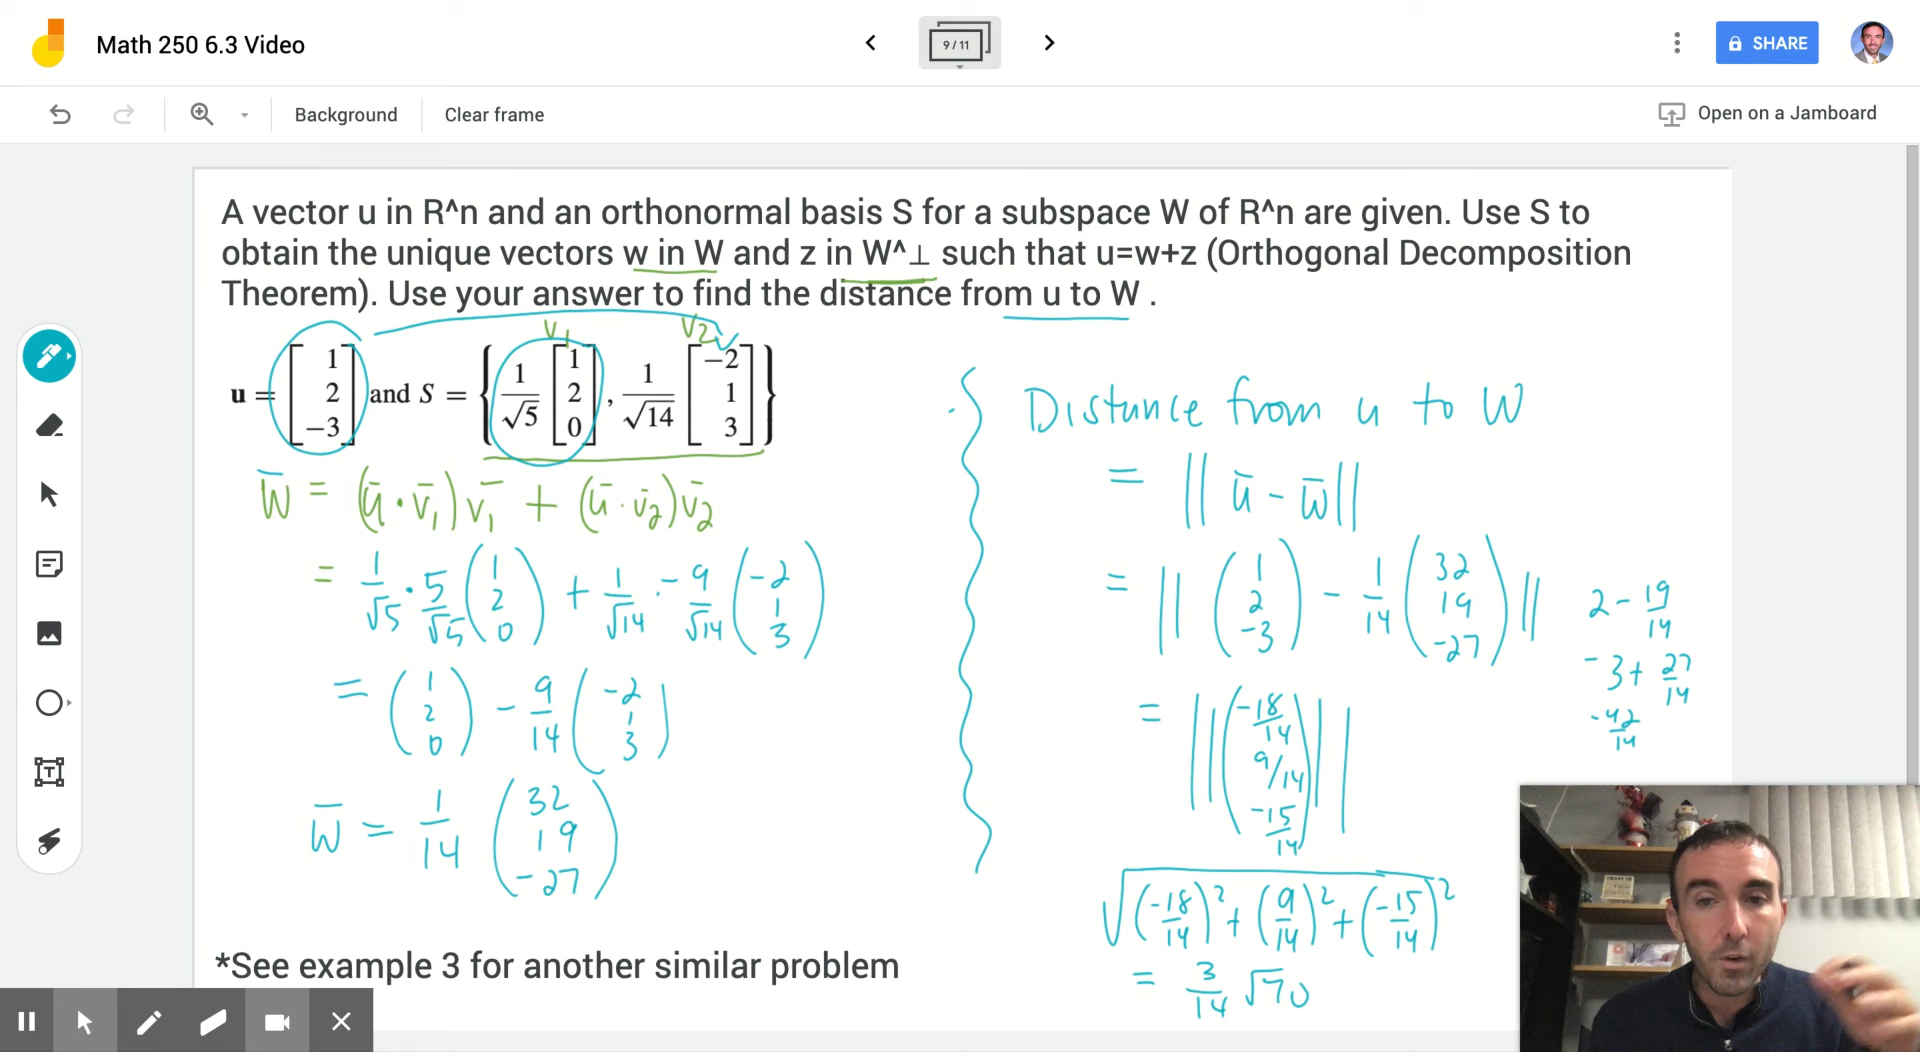 Math 250 6.3 Video
9 / 11
SHARE
Background
Clear frame
Open on a Jamboard
A vector u in R^n and an orthonormal basis S for a subspace W of R^n are given. Use S to
obtain the unique vectors w in W and z in W^⊥ such that u=w+z (Orthogonal Decomposition
Theorem). Use your answer to find the distance from u to W .
v₁ v₂
u = [1 2 −3] and S = { 1/√5 [1 2 0], 1/√14 [−2 1 3] }
w̄ = (ū · v̄₁) v̄₁ + (ū · v̄₂) v̄₂
= 1/√5 · 5/√5 (1 2 0) + 1/√14 · -9/√14 (-2 1 3)
= (1 2 0) - 9/14 (-2 1 3)
w̄ = 1/14 (32 19 -27)
*See example 3 for another similar problem
Distance from u to W
= || ū - w̄ ||
= || (1 2 -3) - 1/14 (32 19 -27) ||
2 - 19/14
-3 + 27/14
-42/14
= || (-18/14 9/14 -15/14) ||
√((-18/14)² + (9/14)² + (-15/14)²)
= 3/14 √70